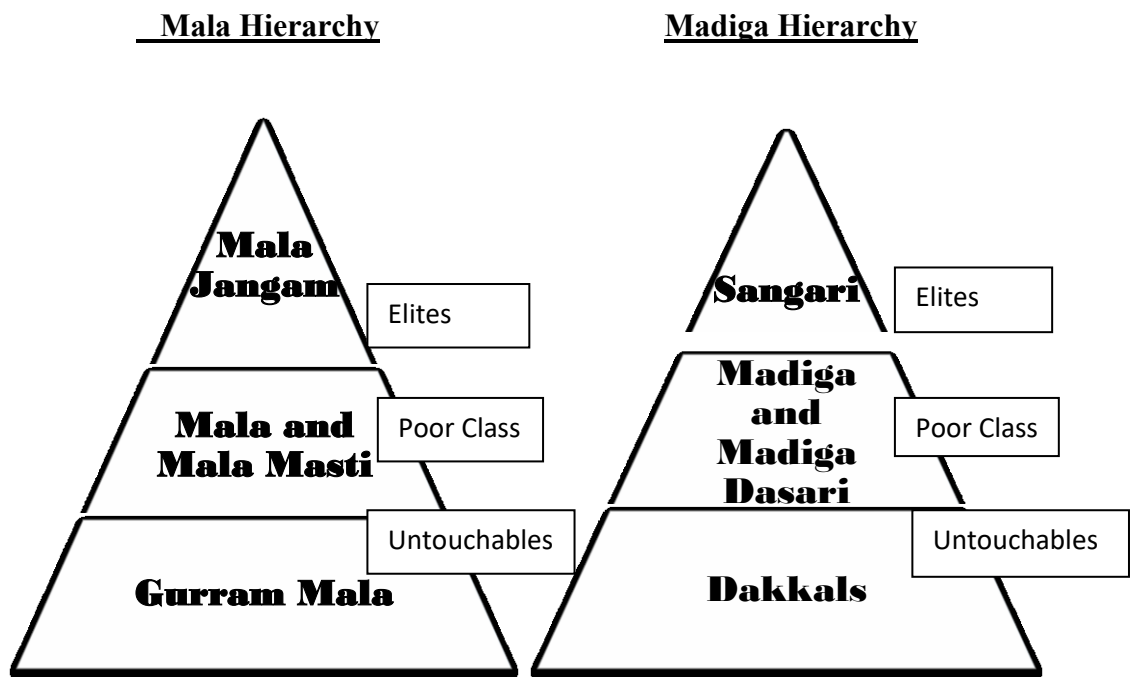 Mala Hierarchy
Madiga Hierarchy
Mala
Jangam
Elites
Mala and
Mala Masti
Poor Class
Untouchables
Gurram Mala
Sangari
Elites
Madiga
and
Madiga
Dasari
Poor Class
Untouchables
Dakkals